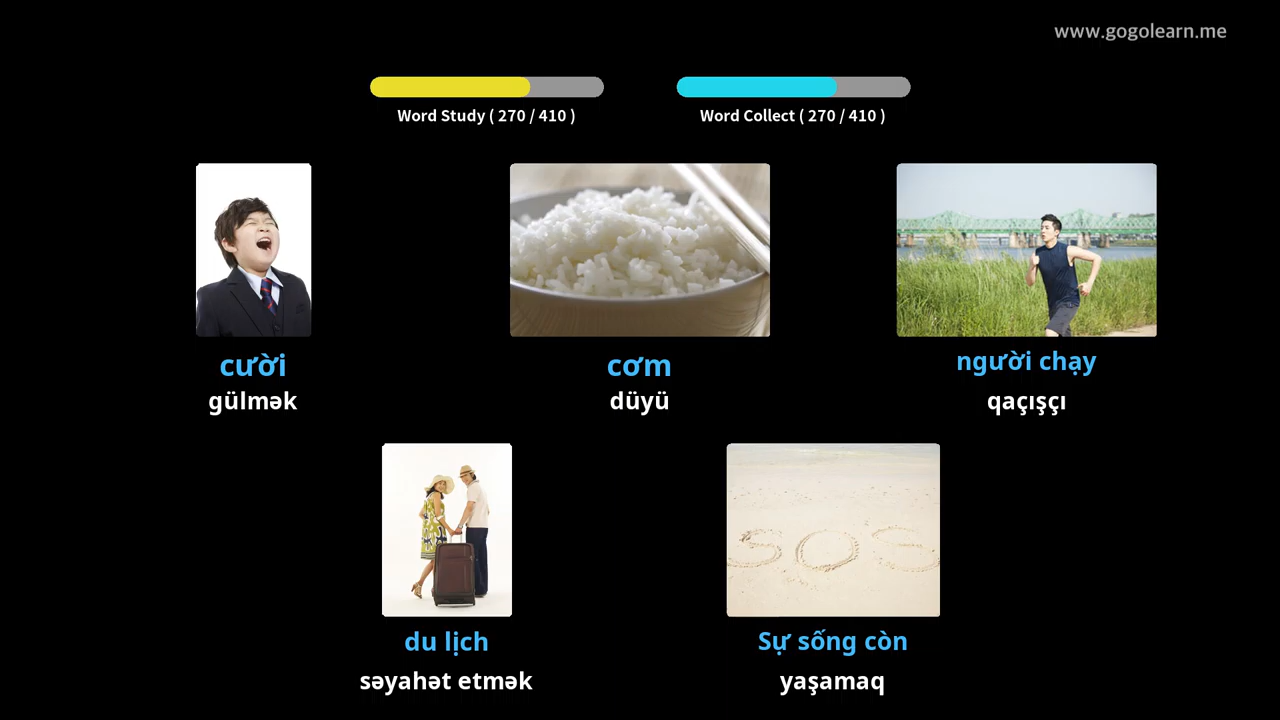 www.gogolearn.me
Word Study ( 270 / 410 )
Word Collect ( 270 / 410 )
cười
gülmək
cơm
düyü
người chạy
qaçışçı
du lịch
səyahət etmək
SOS
Sự sống còn
yaşamaq